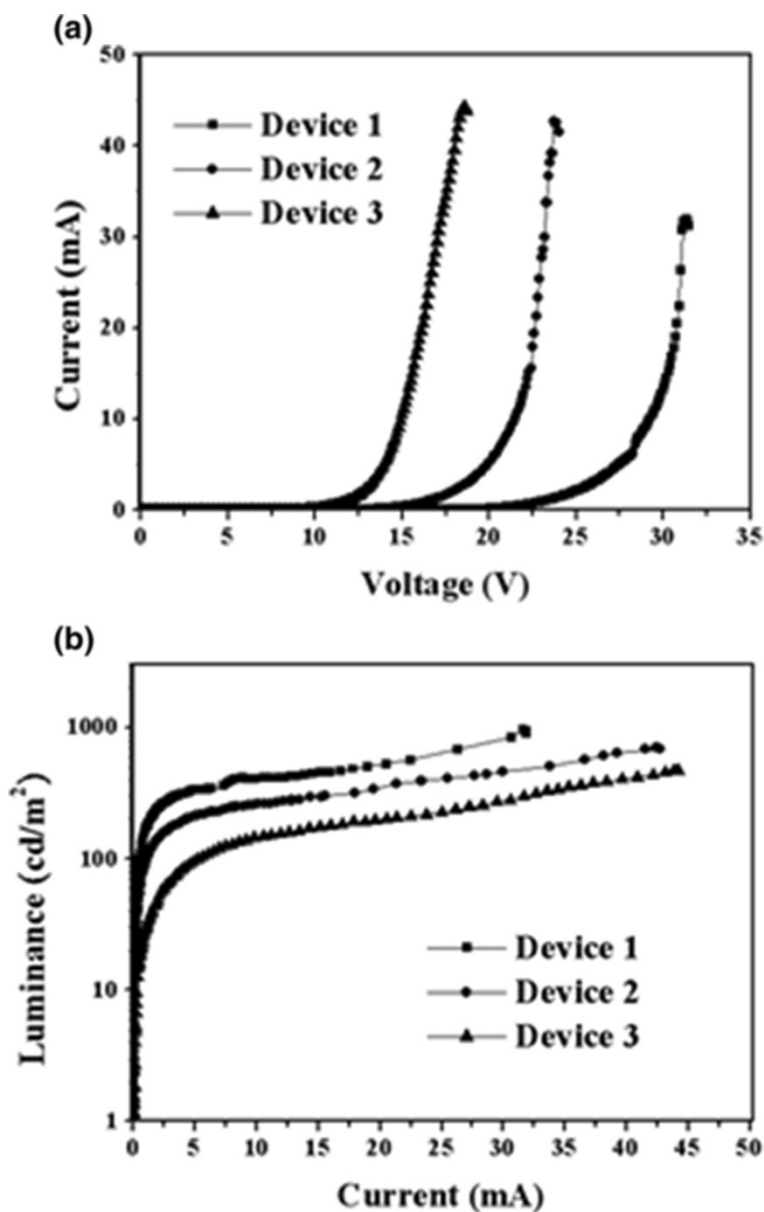 (a)
50
40
30
20
10
0
Current (mA)
Device 1
Device 2
Device 3
0 5 10 15 20 25 30 35
Voltage (V)
(b)
1000
100
10
1
Luminance (cd/m²)
Device 1
Device 2
Device 3
0 5 10 15 20 25 30 35 40 45 50
Current (mA)